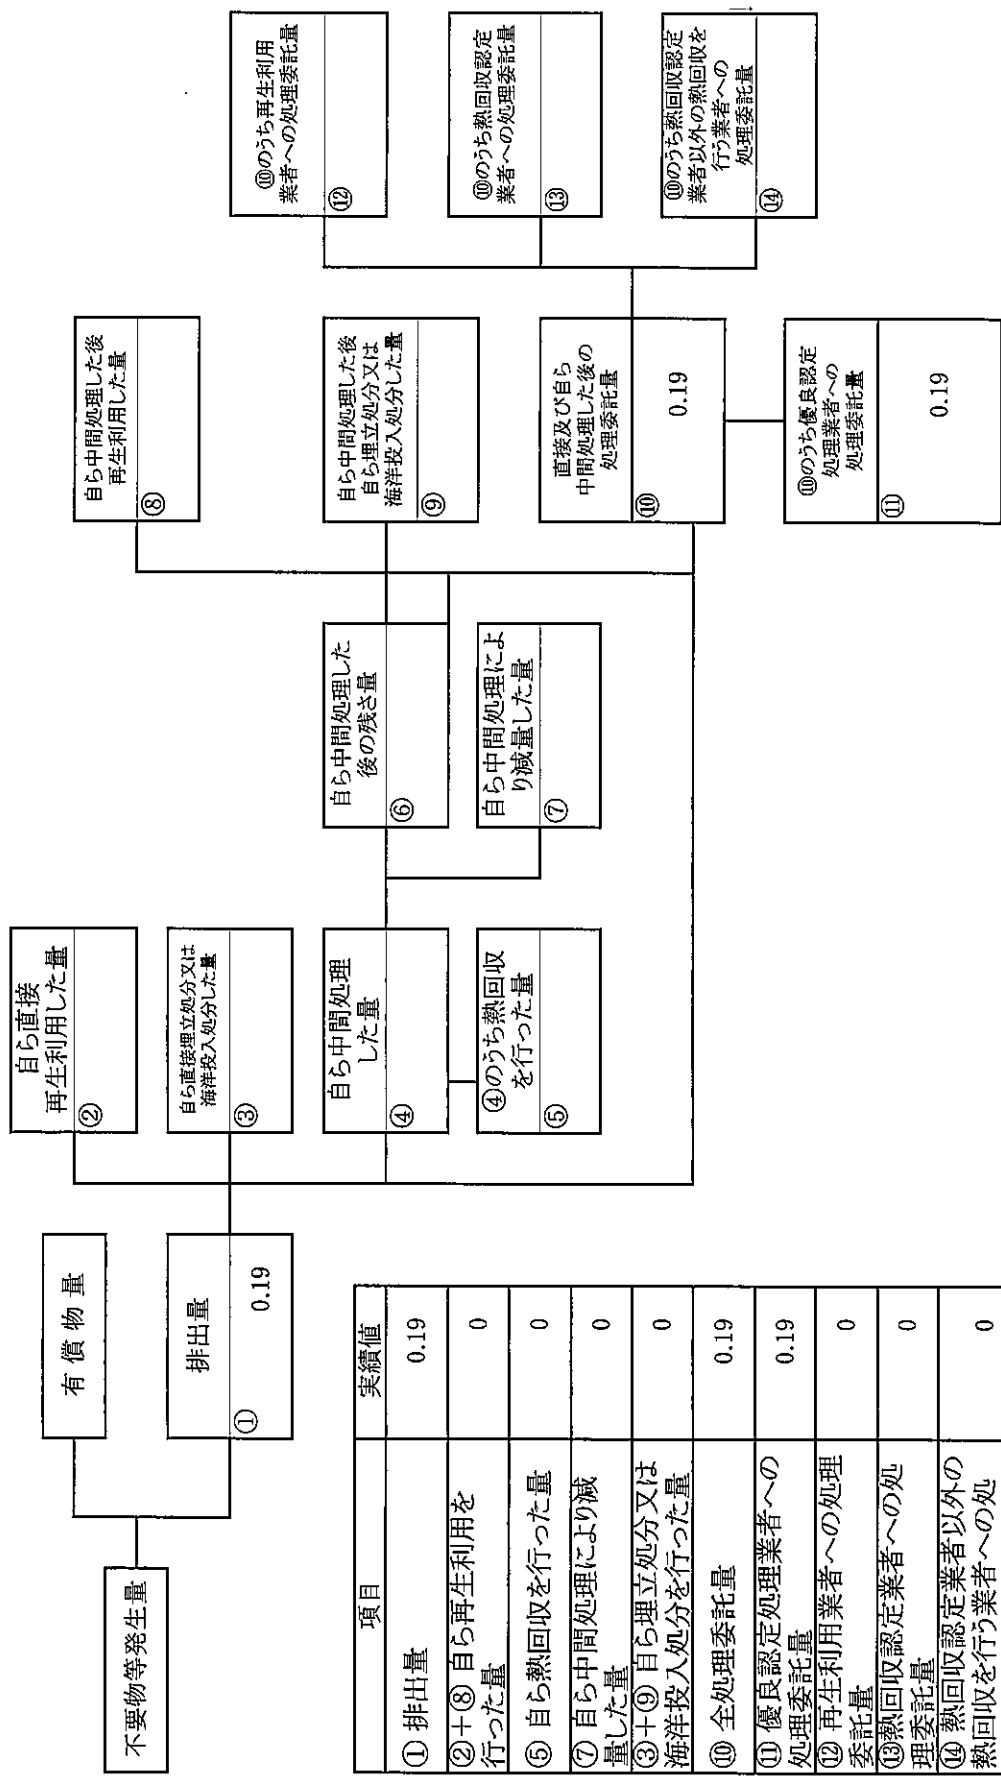 不要物等発生量
有償物量
排出量
①
0.19
自ら直接
再生利用した量
②
自ら直接埋立処分又は
海洋投入処分した量
③
自ら中間処理
した量
④
④のうち熱回収
を行った量
⑤
自ら中間処理した
後の残さ量
⑥
自ら中間処理によ
り減量した量
⑦
自ら中間処理した後
再生利用した量
⑧
自ら中間処理した後
自ら埋立処分又は
海洋投入処分した量
⑨
直接及び自ら
中間処理した後の
処理委託量
⑩
0.19
⑩のうち優良認定
処理業者への
処理委託量
⑪
0.19
⑩のうち再生利用
業者への処理委託量
⑫
⑩のうち熱回収認定
業者への処理委託量
⑬
⑩のうち熱回収認定
業者以外の熱回収を
行う業者への
処理委託量
⑭
項目 実績値
① 排出量 0.19
②+⑧ 自ら再生利用を
行った量 0
⑤ 自ら熱回収を行った量 0
⑦ 自ら中間処理により減
量した量 0
③+⑨ 自ら埋立処分又は
海洋投入処分を行った量 0
⑩ 全処理委託量 0.19
⑪ 優良認定処理業者への
処理委託量 0.19
⑫ 再生利用業者への処理
委託量 0
⑬熱回収認定業者への処
理委託量 0
⑭ 熱回収認定業者以外の
熱回収を行う業者への処 0